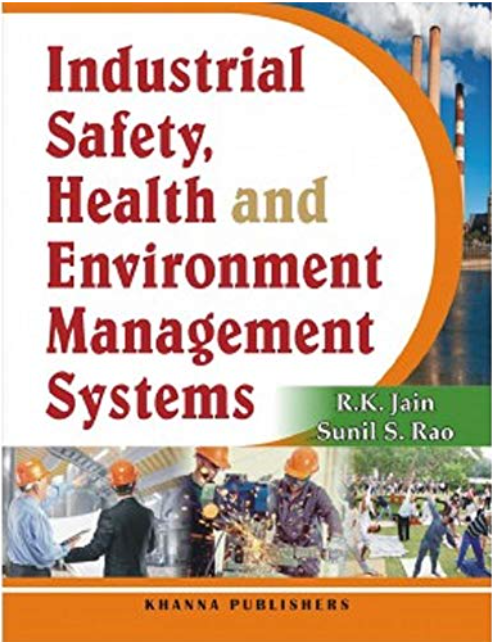 Industrial
Safety,
Health and
Environment
Management
Systems
R.K. Jain
Sunil S. Rao
KHANNA PUBLISHERS